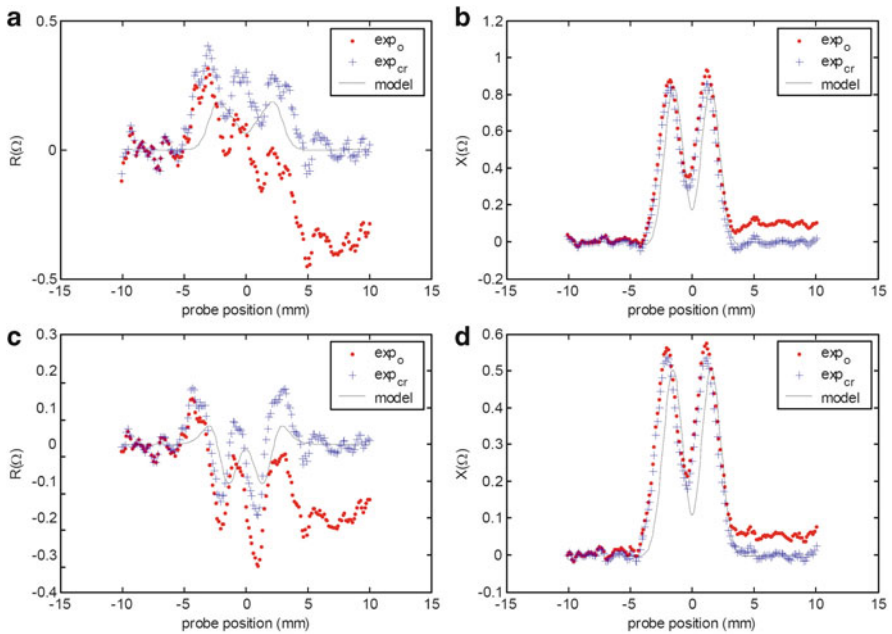 a
0.5
0
0.5
R(Ω)
-15 -10 -5 0 5 10 15
probe position (mm)
exp_o
exp_cr
model
b
1.2
1
0.8
0.6
0.4
0.2
0
-0.2
X(Ω)
-15 -10 -5 0 5 10 15
probe position (mm)
exp_o
exp_cr
model
c
0.3
0.2
0.1
0
-0.1
-0.2
-0.3
-0.4
R(Ω)
-15 -10 -5 0 5 10 15
probe position (mm)
exp_o
exp_cr
model
d
0.6
0.5
0.4
0.3
0.2
0.1
0
-0.1
X(Ω)
-15 -10 -5 0 5 10 15
probe position (mm)
exp_o
exp_cr
model